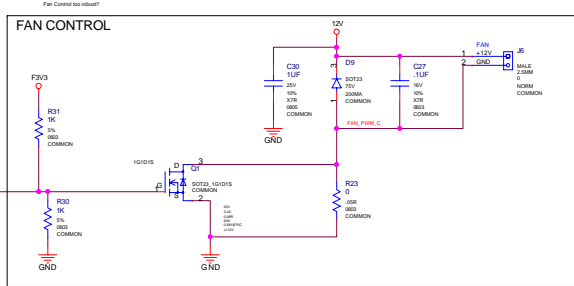 Fan Control too robust?
FAN CONTROL
12V
C30
1UF
25V
10%
X7R
0805
COMMON
GND
3
D9
SOT23
75V
200MA
COMMON
1
C27
.1UF
16V
10%
X7R
0603
COMMON
FAN
1
+12V
2
GND
J6
MALE
2.5MM
0
NORM
COMMON
FAN_PWM_C
F3V3
R31
1K
5%
0603
COMMON
1G1D1S
D
3
Q1
1
G
SOT23_1G1D1S
COMMON
S
2
R30
1K
5%
0603
COMMON
GND
GND
R23
0
.05R
0603
COMMON